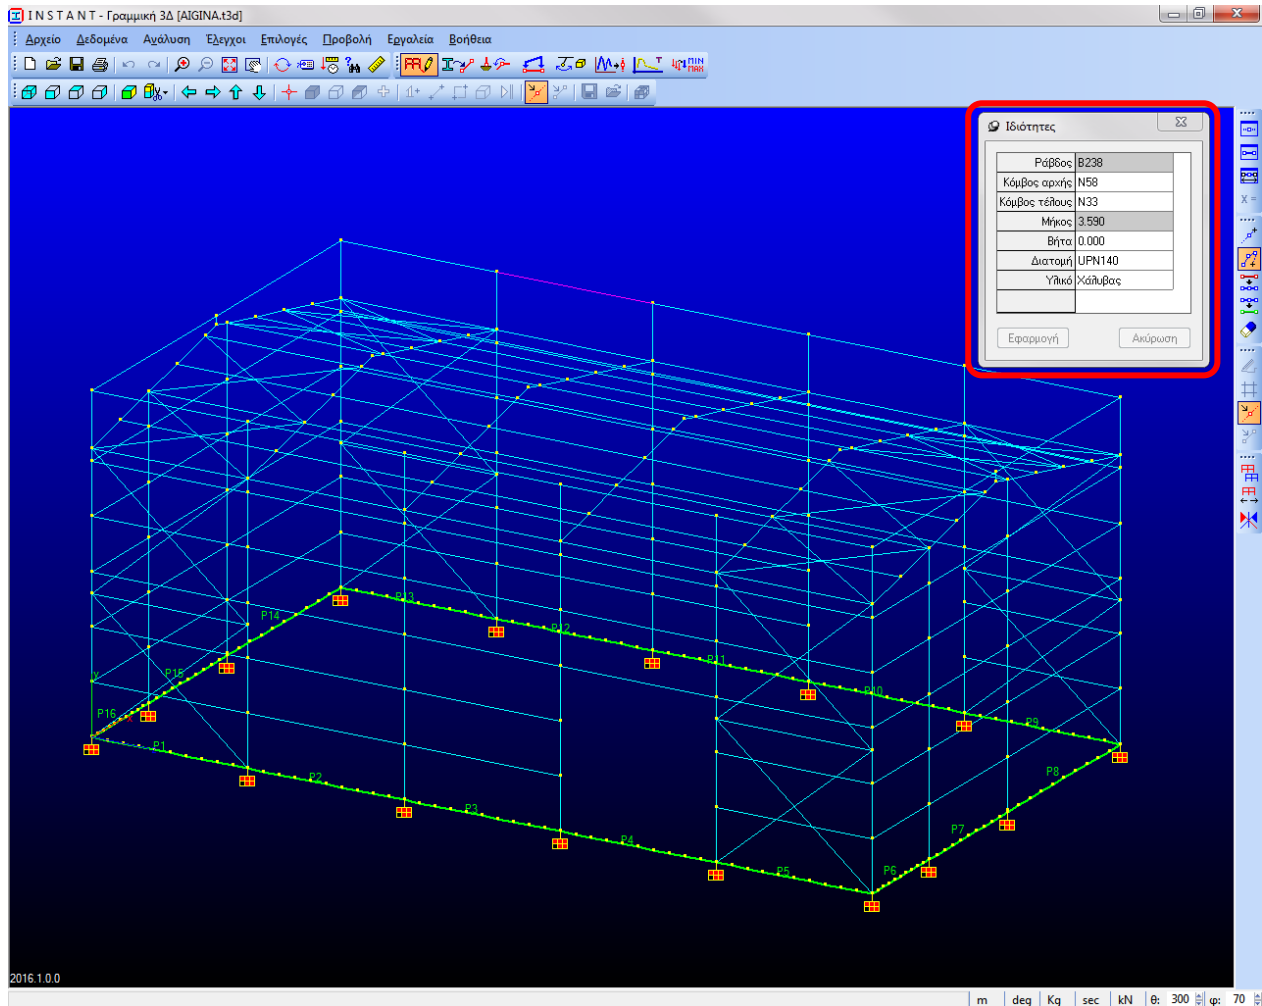 I N S T A N T - Γραμμική 3Δ [AIGINA.t3d]
Αρχείο Δεδομένα Ανάλυση Έλεγχοι Επιλογές Προβολή Εργαλεία Βοήθεια
MIN
MAX
Ιδιότητες
Ράβδος B238
Κόμβος αρχής N58
Κόμβος τέλους N33
Μήκος 3.590
Βήτα 0.000
Διατομή UPN140
Υλικό Χάλυβας
Εφαρμογή Ακύρωση
X =
P13
P14
P12
P11
P15
P10
P16
P9
P1
P8
P2
P3
P7
P4
P5
P6
y
x
2016.1.0.0
m deg Kg sec kN θ: 300 φ: 70